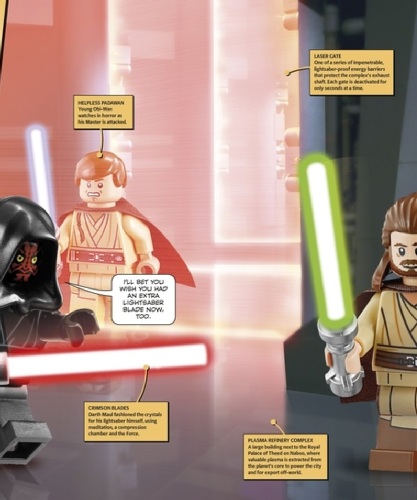 LASER GATE
One of a series of impenetrable,
lightsaber-proof energy barriers
that protect the complex's exhaust
shaft. Each gate is deactivated for
only seconds at a time.
HELPLESS PADAWAN
Young Obi-Wan
watches in horror as
his Master is attacked.
I'LL BET YOU
WISH YOU HAD
AN EXTRA
LIGHTSABER
BLADE NOW,
TOO.
CRIMSON BLADES
Darth Maul fashioned the crystals
for his lightsaber himself, using
meditation, a compression
chamber and the Force.
PLASMA REFINERY COMPLEX
A large building next to the Royal
Palace of Theed on Naboo, where
valuable plasma is extracted from
the planet's core to power the city
and for export off-world.